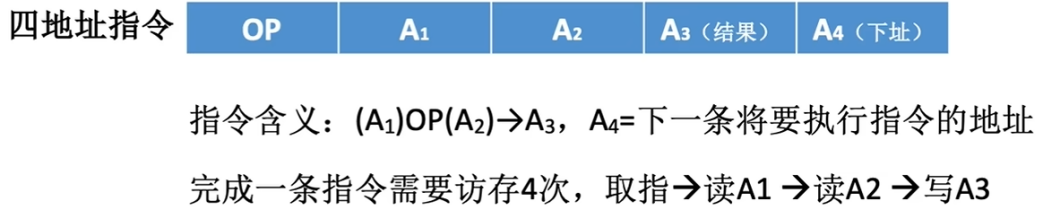 四地址指令 OP A₁ A₂ A₃（结果） A₄（下址）
指令含义：(A₁)OP(A₂)→A₃，A₄=下一条将要执行指令的地址
完成一条指令需要访存4次，取指→读A1→读A2→写A3